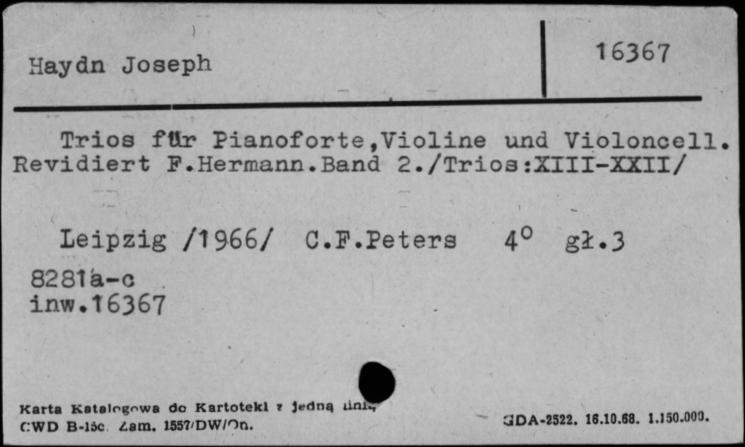 Haydn Joseph
16367
Trios für Pianoforte,Violine und Violoncell.
Revidiert F.Hermann.Band 2./Trios:XIII-XXII/
Leipzig /1966/ C.F.Peters 4° gł.3
8281a-c
inw.16367
Karta Katalogowa do Kartoteki z jedną linią
CWD B-15c. Zam. 1557/DW/On.
GDA-2522. 16.10.68. 1.150.000.